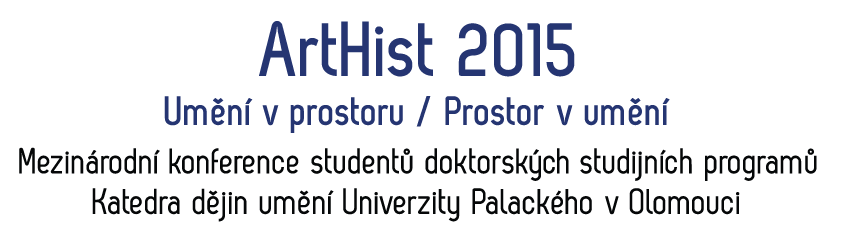 ArtHist 2015
Umění v prostoru / Prostor v umění
Mezinárodní konference studentů doktorských studijních programů
Katedra dějin umění Univerzity Palackého v Olomouci